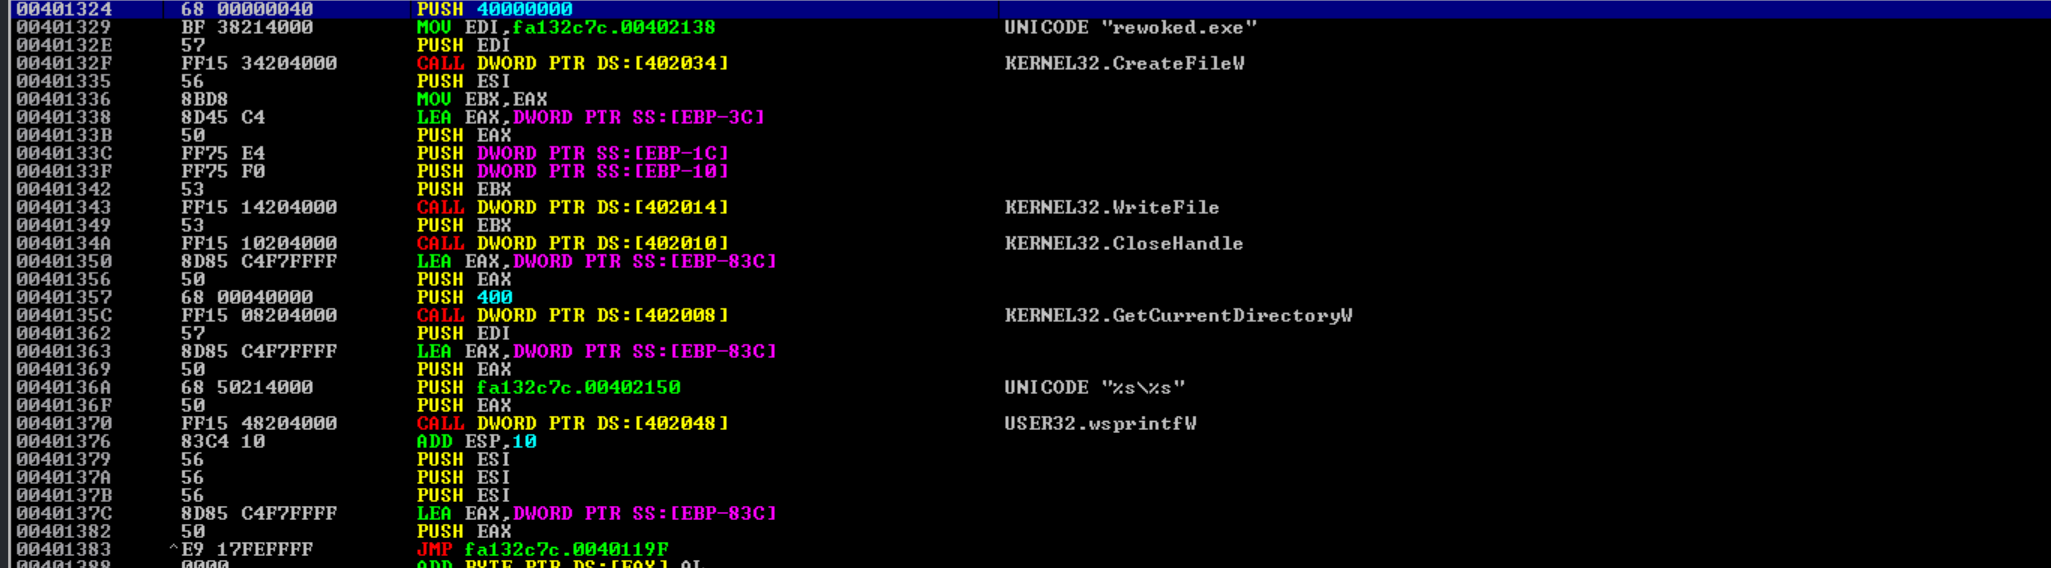 00401324 68 00000040 PUSH 40000000
00401329 BF 38214000 MOV EDI,fa132c7c.00402138 UNICODE "rewoked.exe"
0040132E 57 PUSH EDI
0040132F FF15 34204000 CALL DWORD PTR DS:[402034] KERNEL32.CreateFileW
00401335 56 PUSH ESI
00401336 8BD8 MOV EBX,EAX
00401338 8D45 C4 LEA EAX,DWORD PTR SS:[EBP-3C]
0040133B 50 PUSH EAX
0040133C FF75 E4 PUSH DWORD PTR SS:[EBP-1C]
0040133F FF75 F0 PUSH DWORD PTR SS:[EBP-10]
00401342 53 PUSH EBX
00401343 FF15 14204000 CALL DWORD PTR DS:[402014] KERNEL32.WriteFile
00401349 53 PUSH EBX
0040134A FF15 10204000 CALL DWORD PTR DS:[402010] KERNEL32.CloseHandle
00401350 8D85 C4F7FFFF LEA EAX,DWORD PTR SS:[EBP-83C]
00401356 50 PUSH EAX
00401357 68 00040000 PUSH 400
0040135C FF15 08204000 CALL DWORD PTR DS:[402008] KERNEL32.GetCurrentDirectoryW
00401362 57 PUSH EDI
00401363 8D85 C4F7FFFF LEA EAX,DWORD PTR SS:[EBP-83C]
00401369 50 PUSH EAX
0040136A 68 50214000 PUSH fa132c7c.00402150 UNICODE "%s\%s"
0040136F 50 PUSH EAX
00401370 FF15 48204000 CALL DWORD PTR DS:[402048] USER32.wsprintfW
00401376 83C4 10 ADD ESP,10
00401379 56 PUSH ESI
0040137A 56 PUSH ESI
0040137B 56 PUSH ESI
0040137C 8D85 C4F7FFFF LEA EAX,DWORD PTR SS:[EBP-83C]
00401382 50 PUSH EAX
00401383 ^E9 17FEFFFF JMP fa132c7c.0040119F
00401388 0000 ADD BYTE PTR DS:[EAX],AL